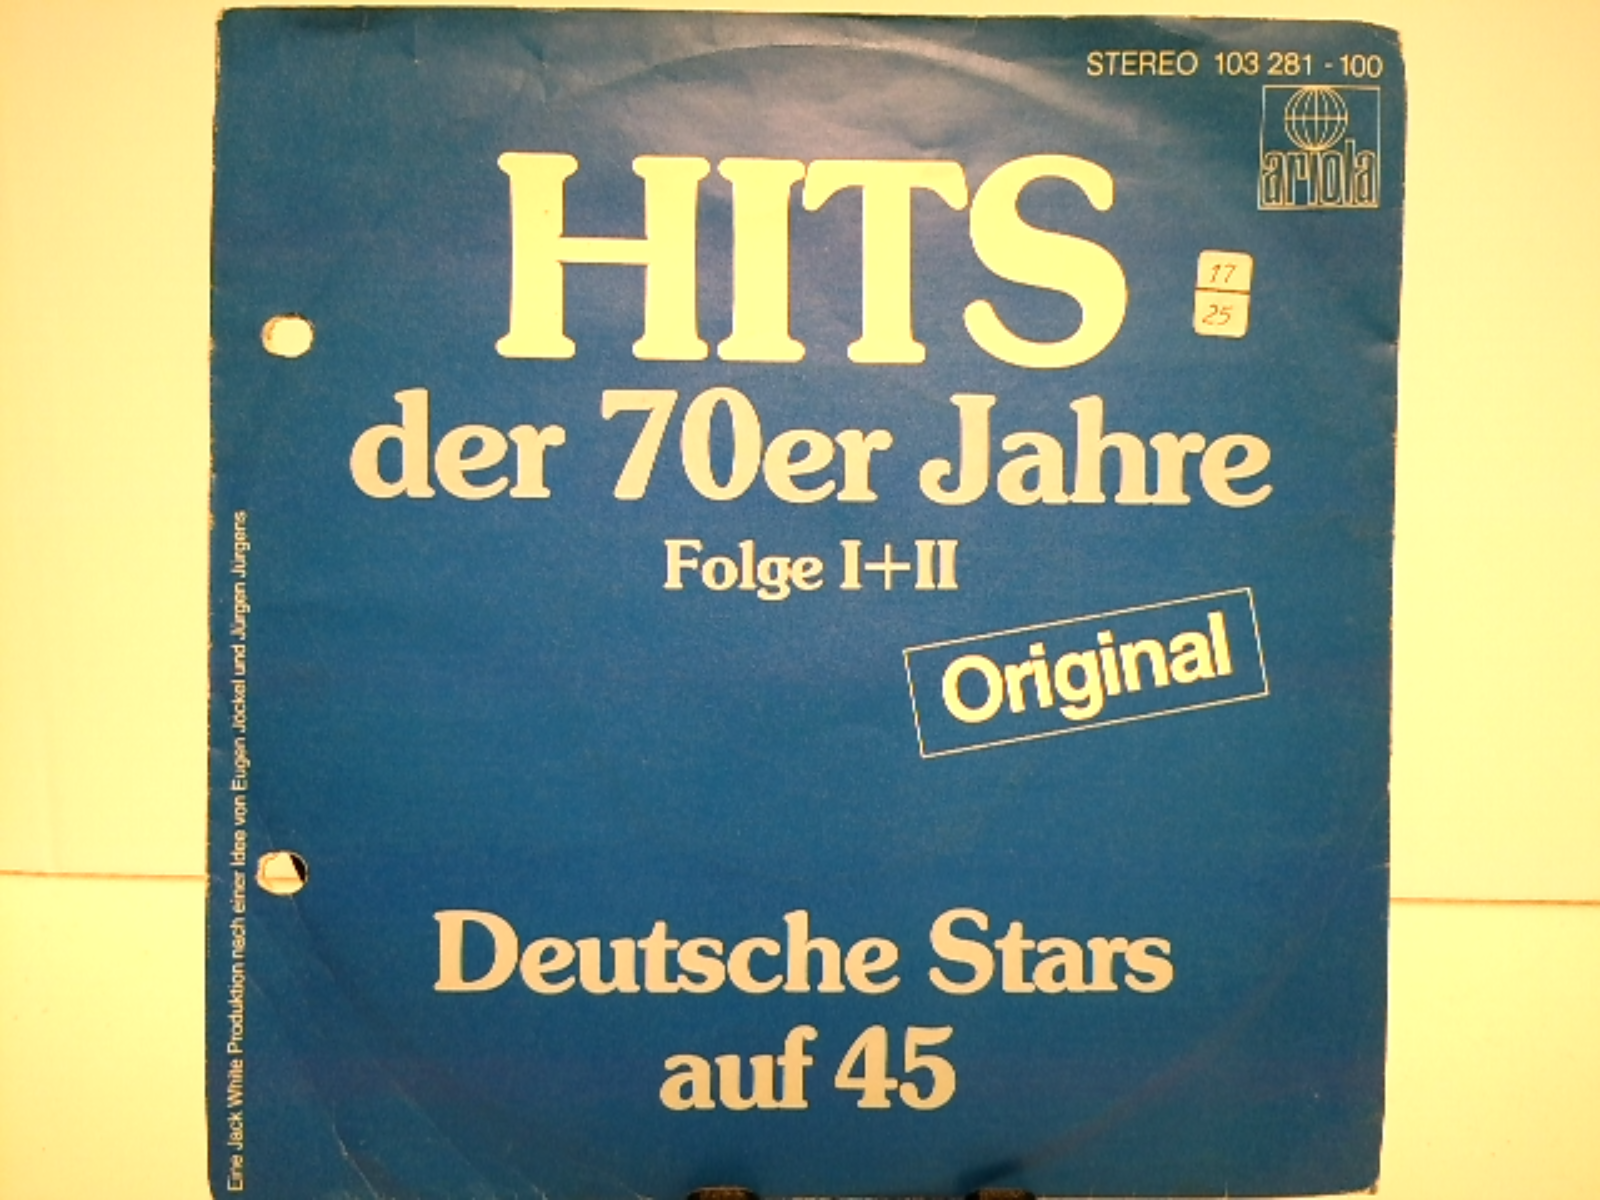 STEREO 103 281 - 100
ariola
HITS
17
25
der 70er Jahre
Folge I+II
Original
Deutsche Stars
auf 45
Eine Jack White Produktion nach einer Idee von Eugen Jöckel und Jürgen Jürgens